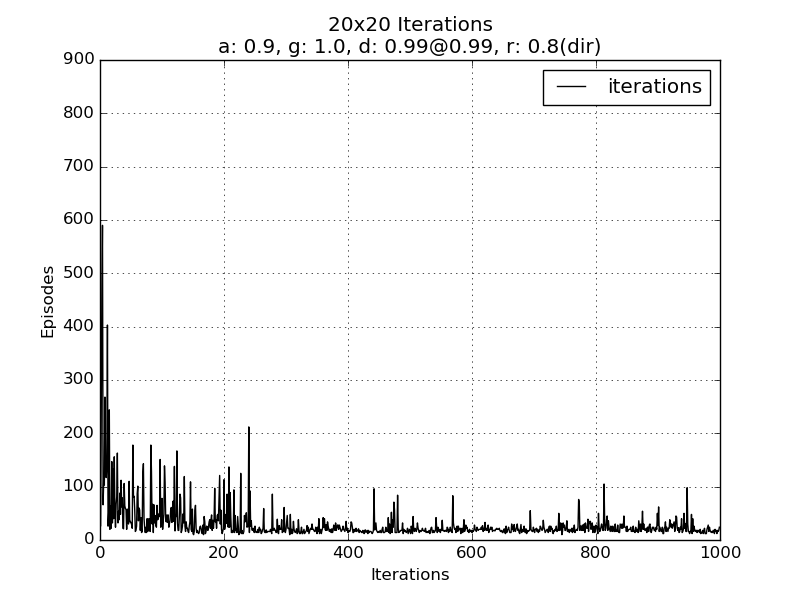 20x20 Iterations
a: 0.9, g: 1.0, d: 0.99@0.99, r: 0.8(dir)
900
800
700
600
500
400
300
200
100
0
Episodes
iterations
0 200 400 600 800 1000
Iterations